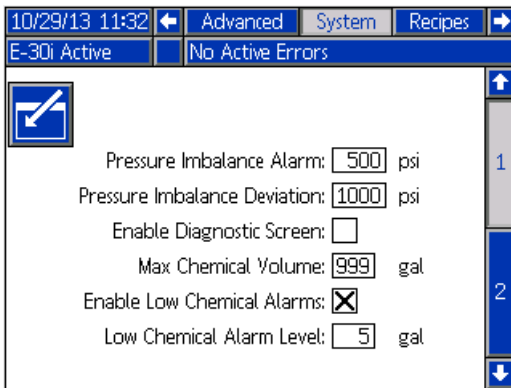 10/29/13 11:32 Advanced System Recipes
E-30i Active No Active Errors
Pressure Imbalance Alarm: 500 psi
1
Pressure Imbalance Deviation: 1000 psi
Enable Diagnostic Screen:
Max Chemical Volume: 999 gal
2
Enable Low Chemical Alarms:
Low Chemical Alarm Level: 5 gal